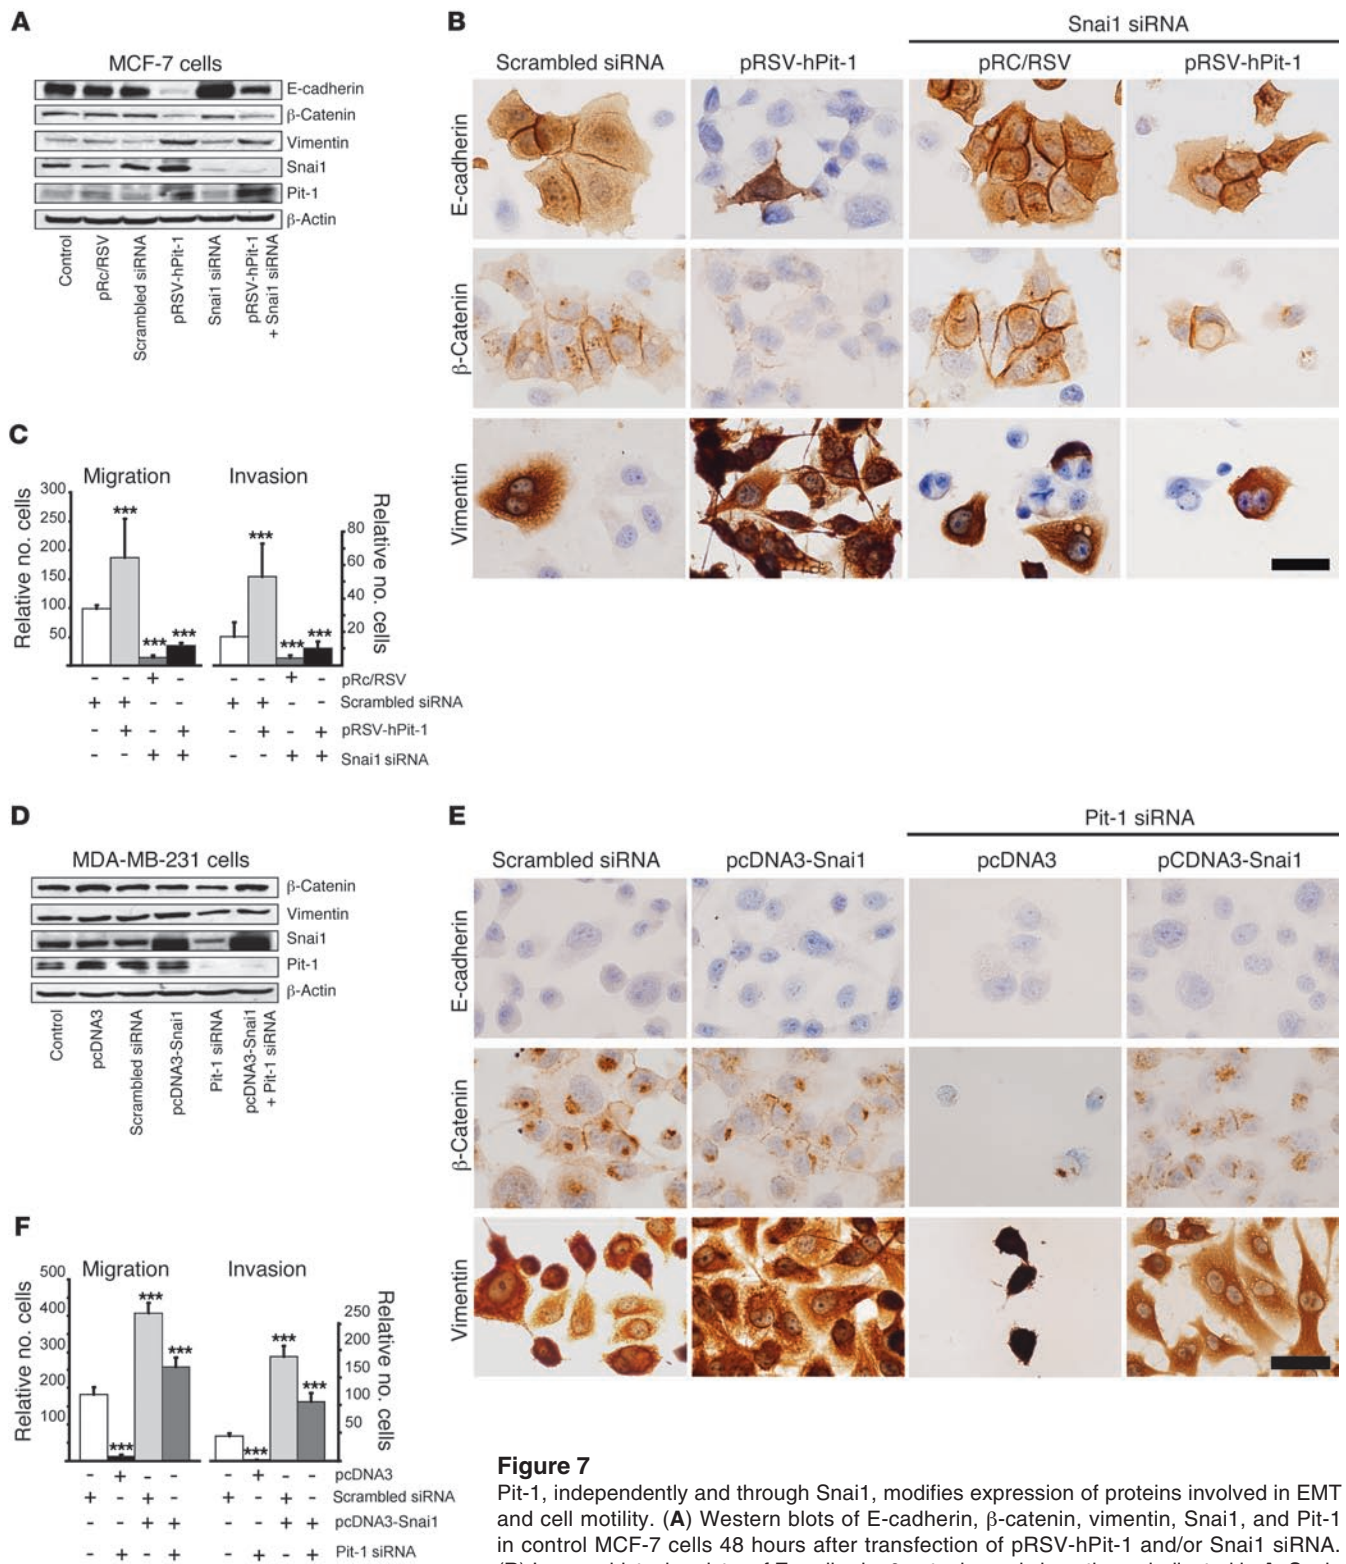 A
MCF-7 cells
E-cadherin
β-Catenin
Vimentin
Snai1
Pit-1
β-Actin
Control
pRc/RSV
Scrambled siRNA
pRSV-hPit-1
Snai1 siRNA
pRSV-hPit-1
+ Snai1 siRNA
B
Snai1 siRNA
Scrambled siRNA pRSV-hPit-1 pRC/RSV pRSV-hPit-1
E-cadherin
β-Catenin
Vimentin
C
Migration Invasion
Relative no. cells
300
250
200
150
100
50
*** *** ***
*** *** ***
80
60
40
20
Relative no. cells
- - + - - - + - pRc/RSV
+ + - - + + - - Scrambled siRNA
- + - + - + - + pRSV-hPit-1
- - + + - - + + Snai1 siRNA
D
MDA-MB-231 cells
β-Catenin
Vimentin
Snai1
Pit-1
β-Actin
Control
pcDNA3
Scrambled siRNA
pcDNA3-Snai1
Pit-1 siRNA
pcDNA3-Snai1
+ Pit-1 siRNA
E
Pit-1 siRNA
Scrambled siRNA pcDNA3-Snai1 pcDNA3 pCDNA3-Snai1
E-cadherin
β-Catenin
Vimentin
F
Migration Invasion
Relative no. cells
500
400
300
200
100
*** *** ***
*** *** ***
250
200
150
100
50
Relative no. cells
- + - - - + - - pcDNA3
+ - + - + - + - Scrambled siRNA
- - + + - - + + pcDNA3-Snai1
- + - + - + - + Pit-1 siRNA
Figure 7
Pit-1, independently and through Snai1, modifies expression of proteins involved in EMT
and cell motility. (A) Western blots of E-cadherin, β-catenin, vimentin, Snai1, and Pit-1
in control MCF-7 cells 48 hours after transfection of pRSV-hPit-1 and/or Snai1 siRNA.